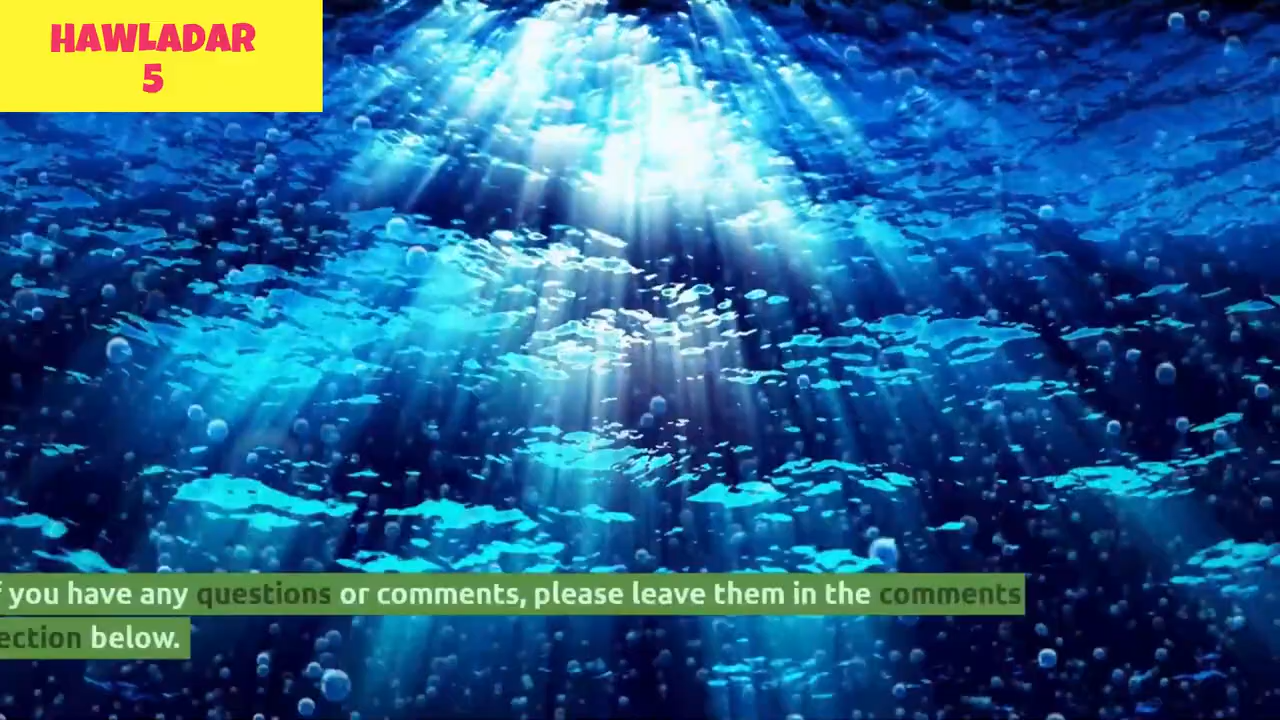 HAWLADAR
5
f you have any questions or comments, please leave them in the comments
ection below.